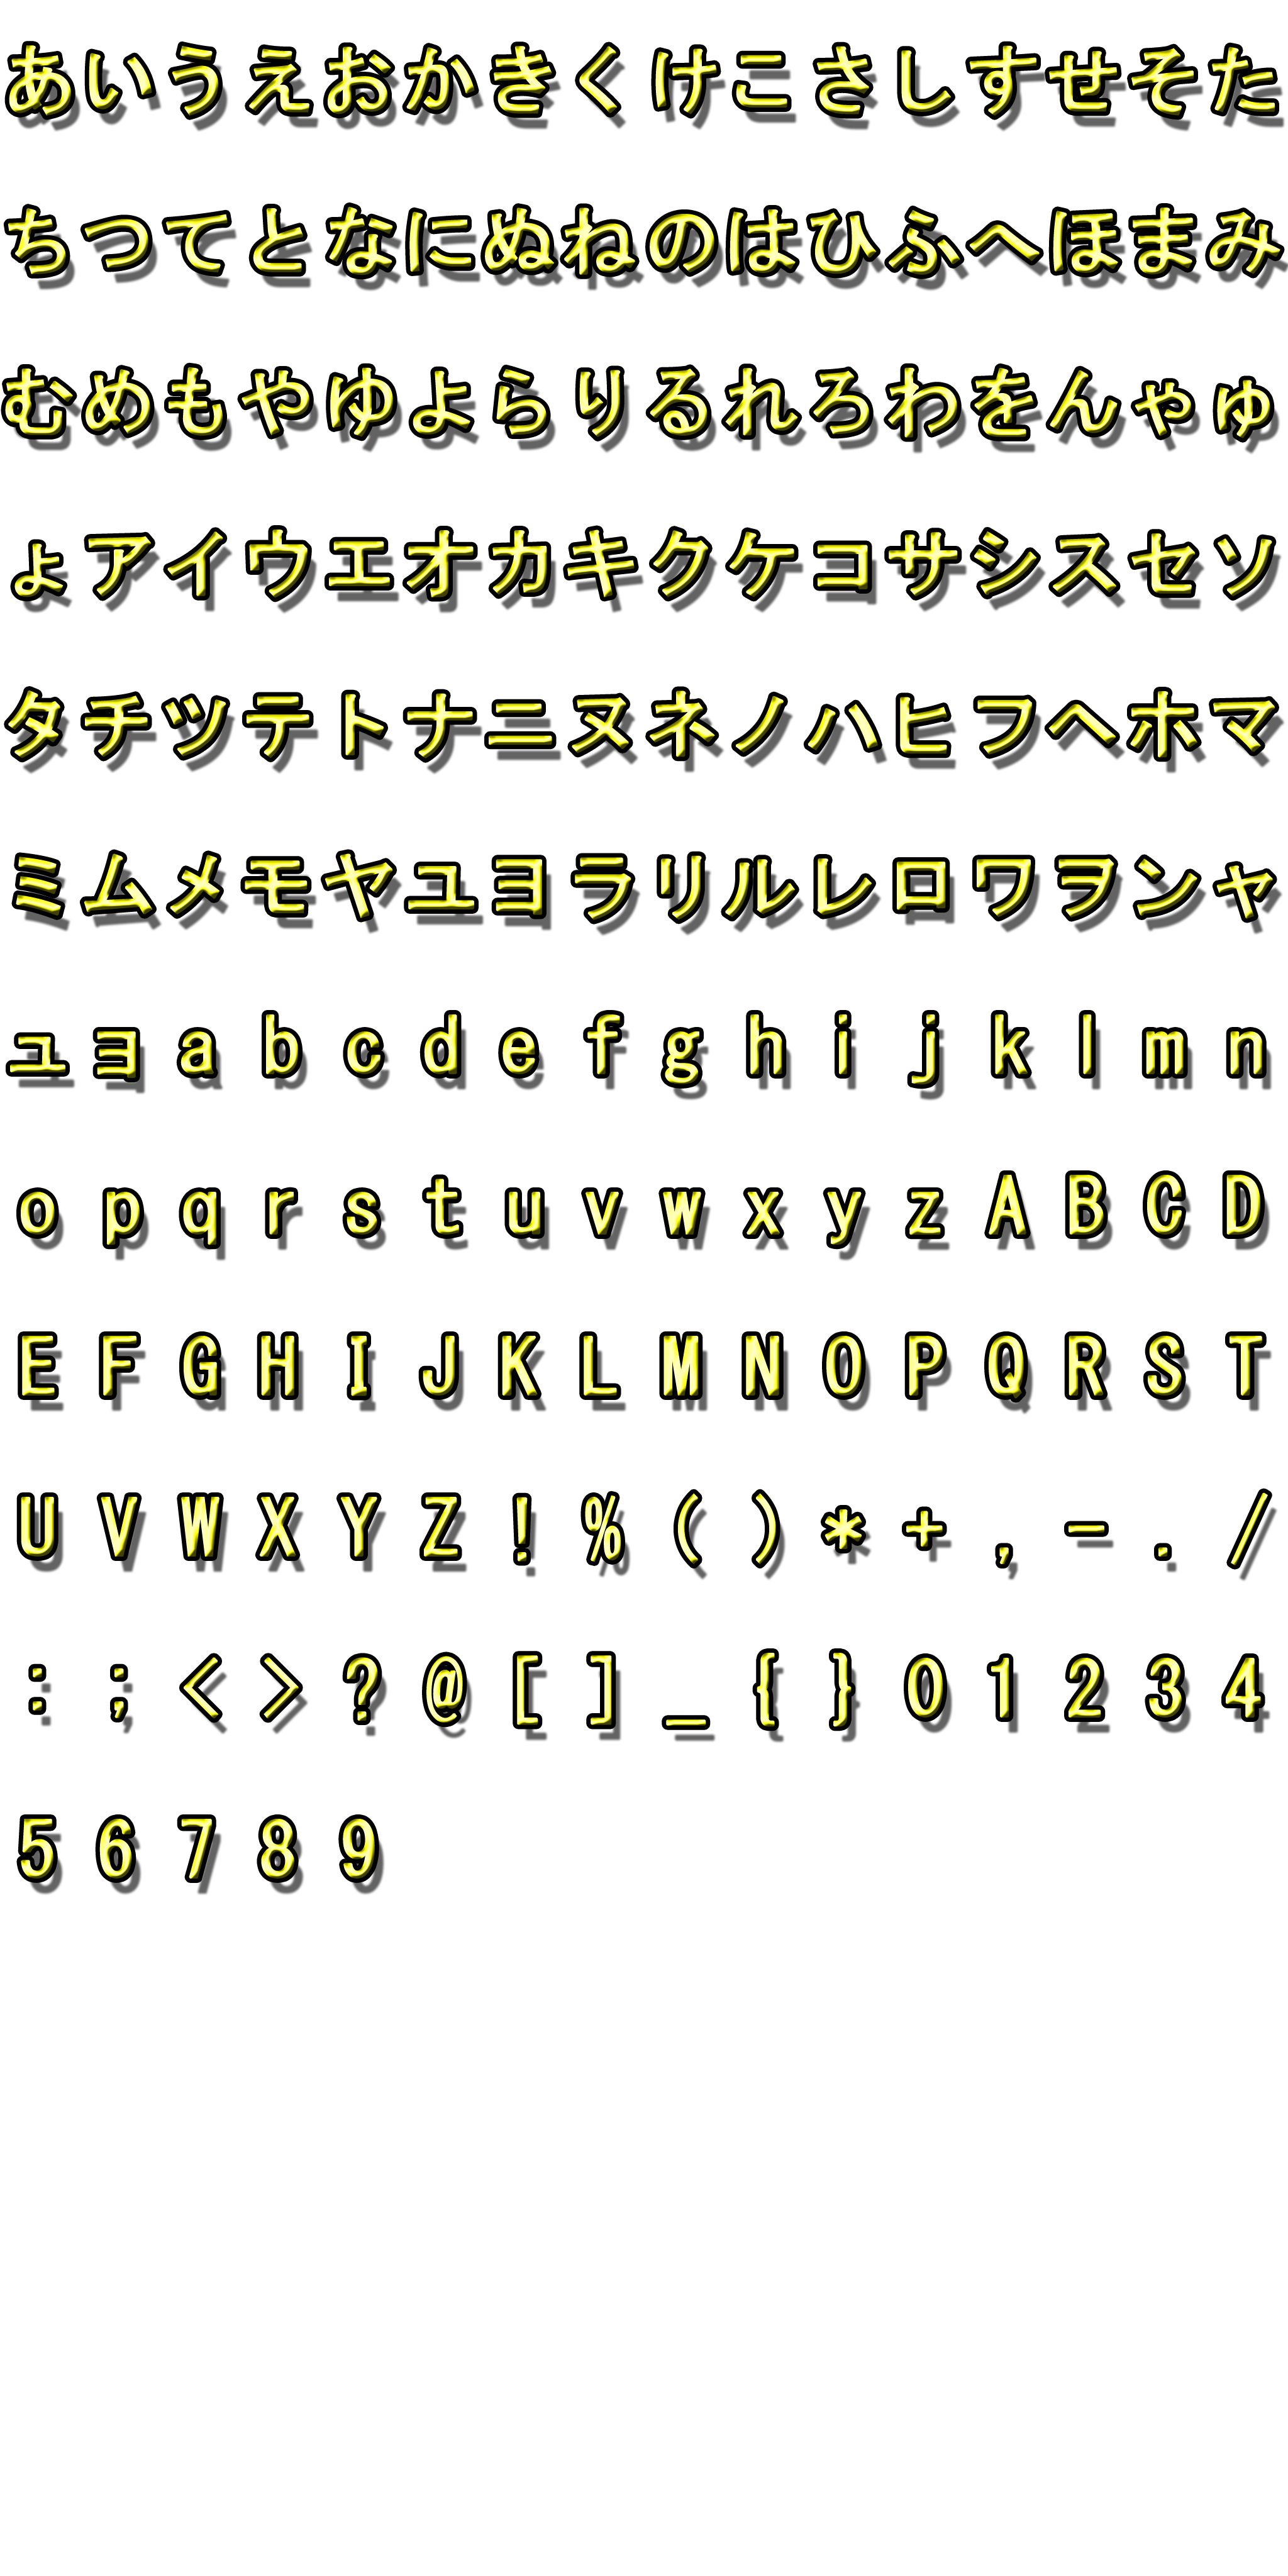 あいうえおかきくけこさしすせそた
ちつてとなにぬねのはひふへほまみ
むめもやゆよらりるれろわをんゃゅ
ょアイウエオカキクケコサシスセソ
タチツテトナニヌネノハヒフヘホマ
ミムメモヤユヨラリルレロワヲンャ
ュョabcdefghijklmn
opqrstuvwxyzABCD
EFGHIJKLMNOPQRST
UVWXYZ!%()*+,-./
:;<>?@[]_{}01234
56789